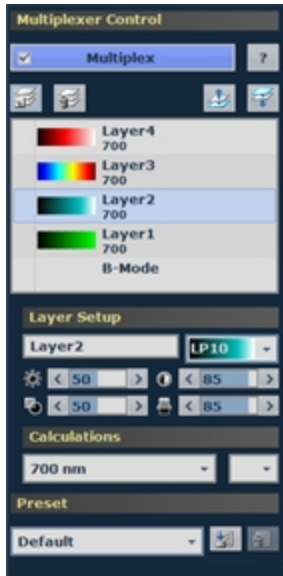 Multiplexer Control
Multiplex ?
Layer4
700
Layer3
700
Layer2
700
Layer1
700
B-Mode
Layer Setup
Layer2 LP10
< 50 > < 85 >
< 50 > < 85 >
Calculations
700 nm
Preset
Default